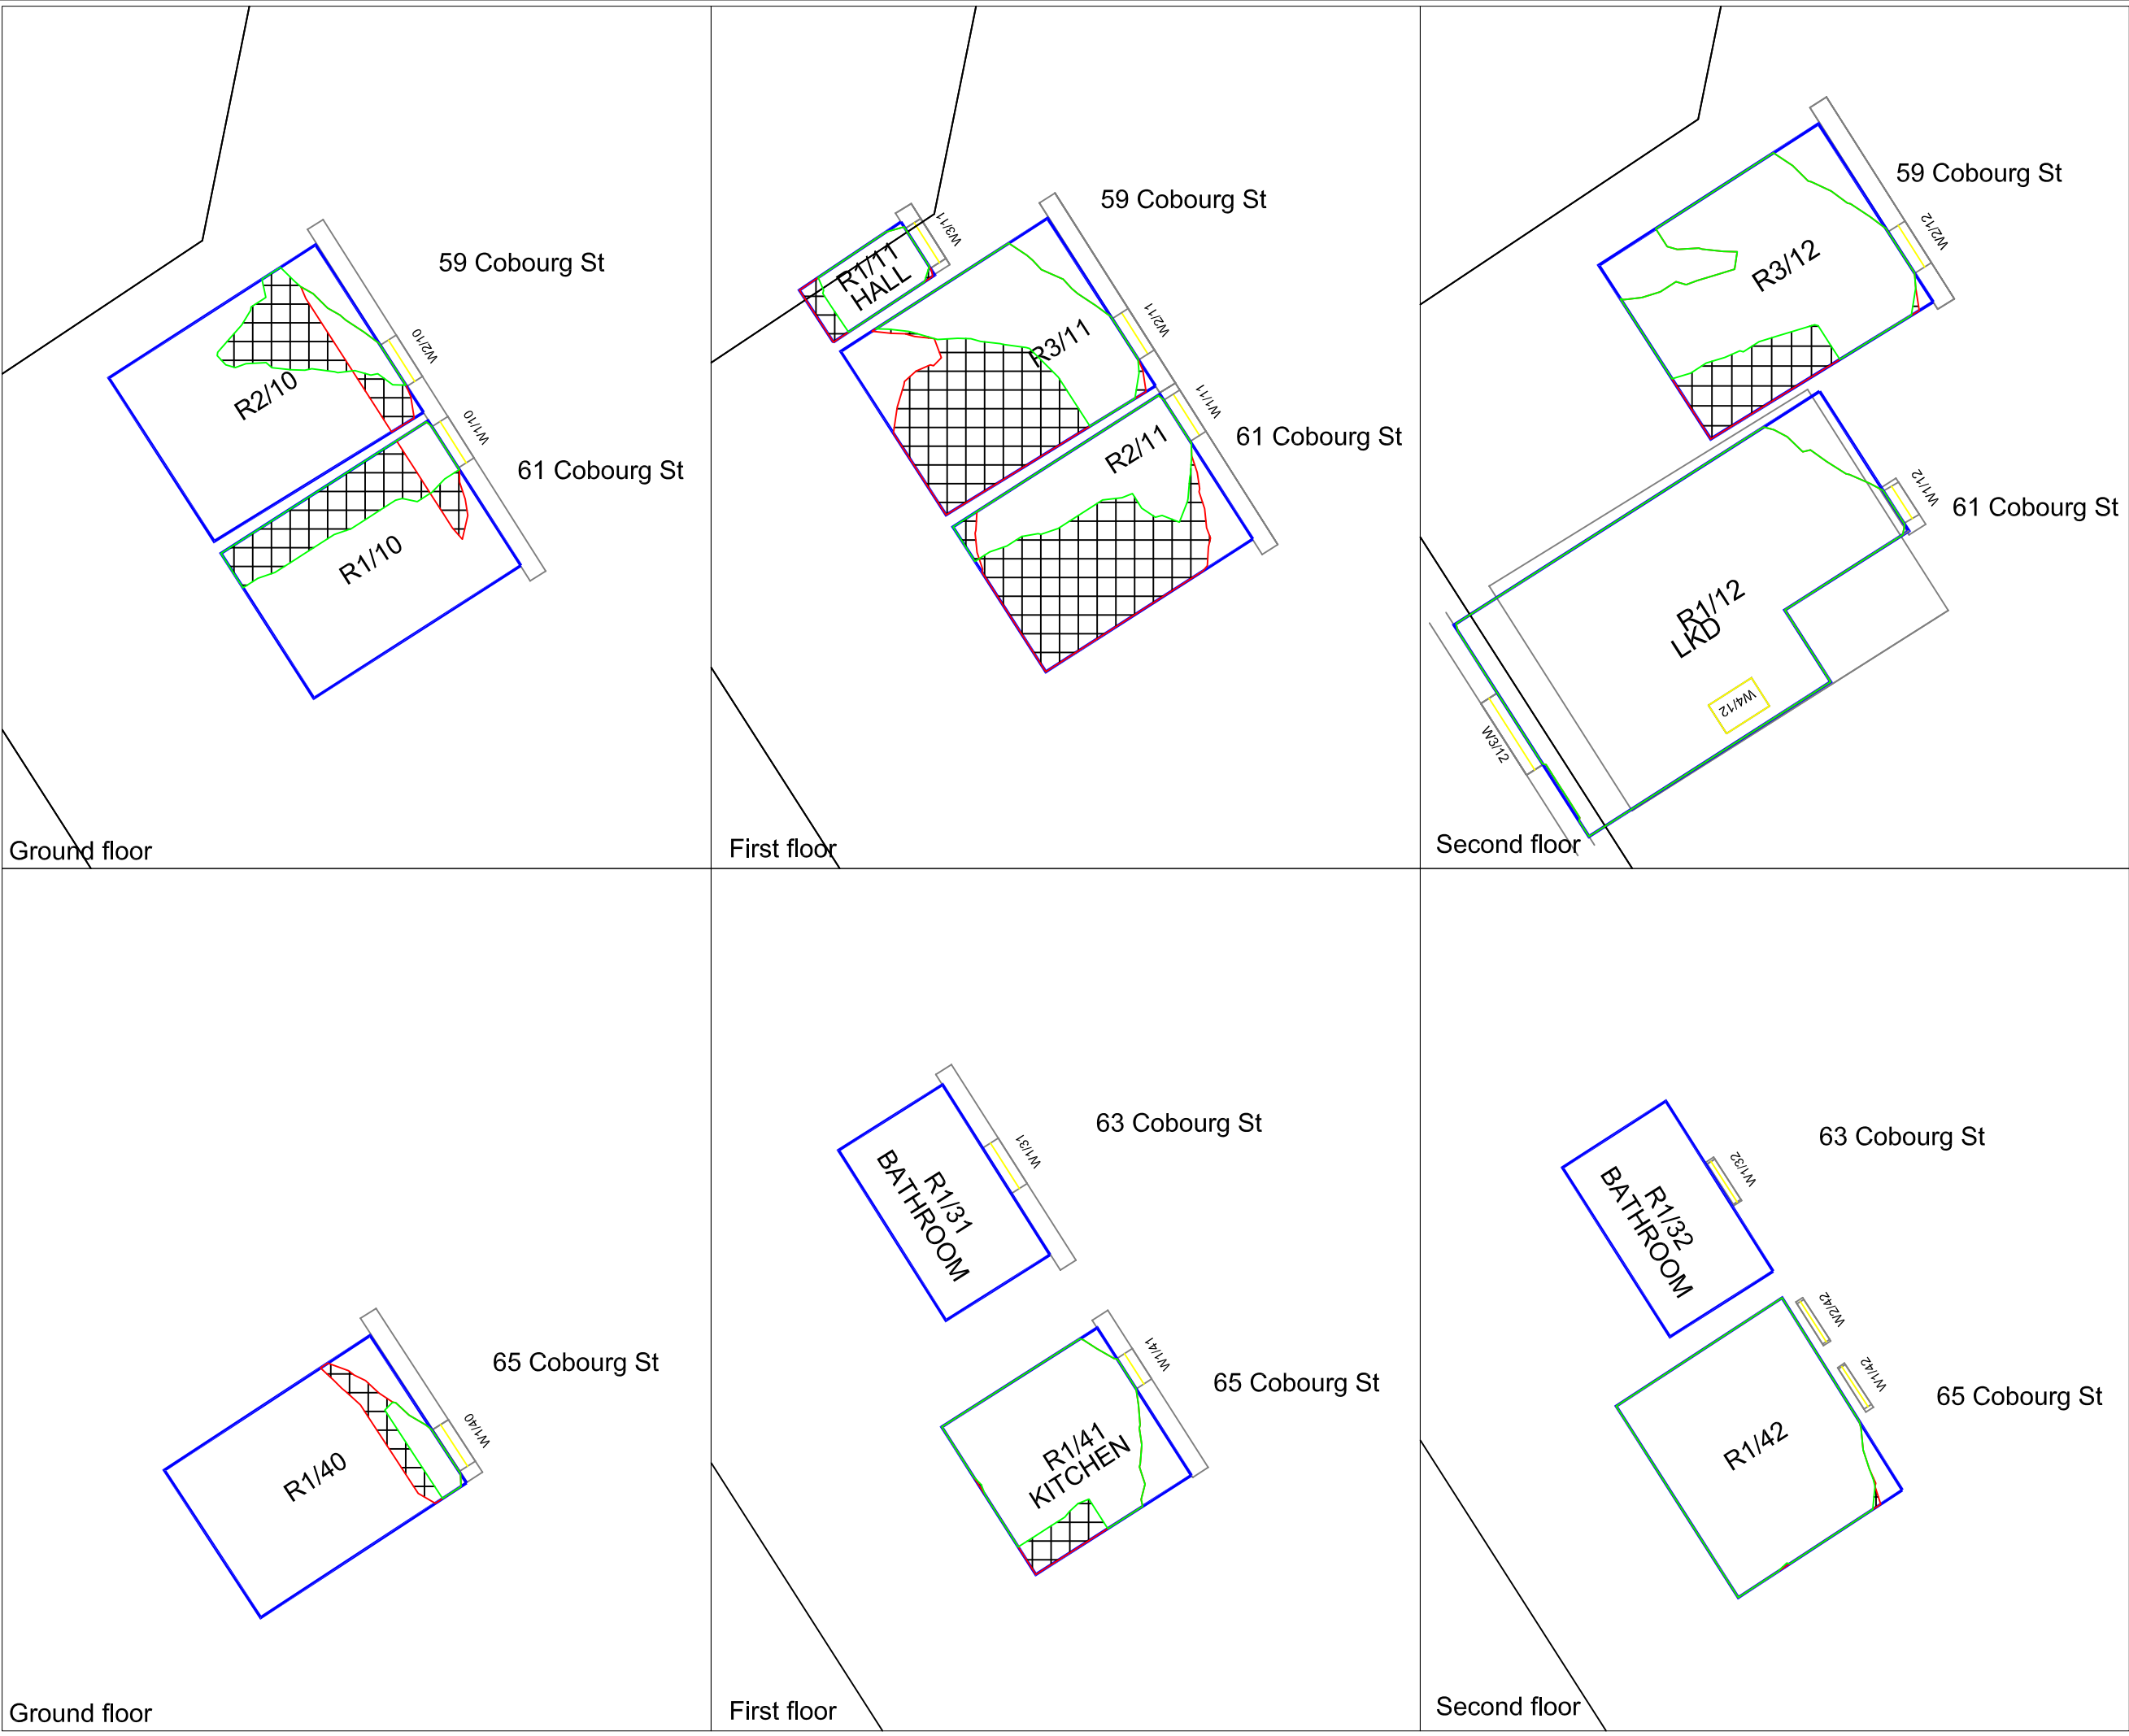 59 Cobourg St
W2/10
R2/10
W1/10
61 Cobourg St
R1/10
Ground floor
59 Cobourg St
W3/11
R1/11
HALL
W2/11
R3/11
W1/11
61 Cobourg St
R2/11
First floor
59 Cobourg St
W2/12
R3/12
W1/12
61 Cobourg St
R1/12
LKD
W4/12
W3/12
Second floor
65 Cobourg St
W1/40
R1/40
Ground floor
63 Cobourg St
W1/31
R1/31
BATHROOM
W1/41
65 Cobourg St
R1/41
KITCHEN
First floor
63 Cobourg St
W1/32
R1/32
BATHROOM
W2/42
W1/42
65 Cobourg St
R1/42
Second floor